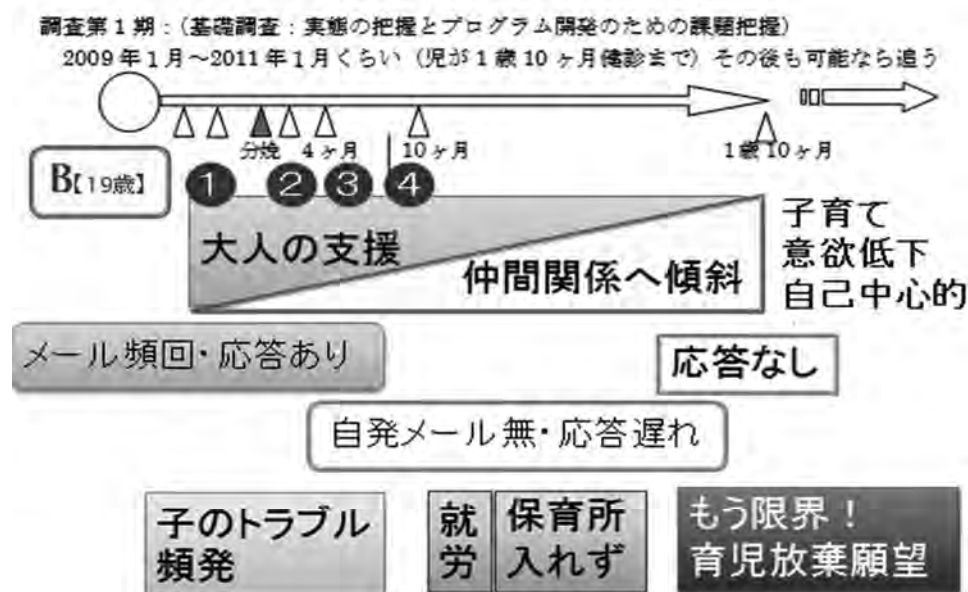 調査第1期:(基礎調査:実態の把握とプログラム開発のための課題把握)
2009年1月~2011年1月くらい(児が1歳10ヶ月健診まで)その後も可能なら追う
分娩 4ヶ月 10ヶ月 1歳10ヶ月
B【19歳】
1 2 3 4
大人の支援
仲間関係へ傾斜
子育て
意欲低下
自己中心的
メール頻回・応答あり
応答なし
自発メール無・応答遅れ
子のトラブル
頻発
就
労
保育所
入れず
もう限界!
育児放棄願望